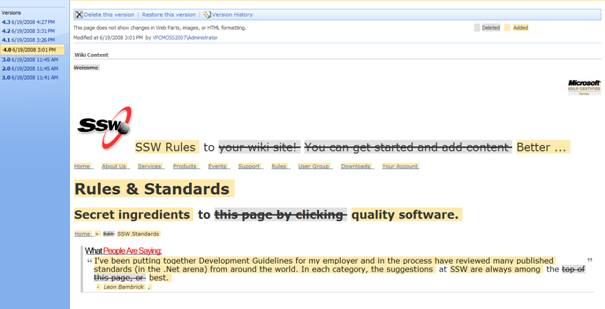 Versions
4.3 6/19/2008 4:27 PM
4.2 6/19/2008 3:31 PM
4.1 6/19/2008 3:26 PM
4.0 6/19/2008 3:01 PM
3.0 6/19/2008 11:45 AM
2.0 6/19/2008 11:45 AM
1.0 6/19/2008 11:41 AM
Delete this version | Restore this version | Version History
This page does not show changes in Web Parts, images, or HTML formatting.
Deleted Added
Modified at 6/19/2008 3:01 PM by VPCMOSS2007\Administrator
Wiki Content
Welcome
Microsoft
GOLD CERTIFIED
Partner
SSW
SSW Rules to your wiki site! You can get started and add content Better ...
Home About Us Services Products Events Support Rules User Group Downloads Your Account
Rules & Standards
Secret ingredients to this page by clicking quality software.
Home > Edit SSW Standards
What People Are Saying:
“ I've been putting together Development Guidelines for my employer and in the process have reviewed many published ”
standards (in the .Net arena) from around the world. In each category, the suggestions at SSW are always among the top of
this page, or best.
- Leon Bambrick ,